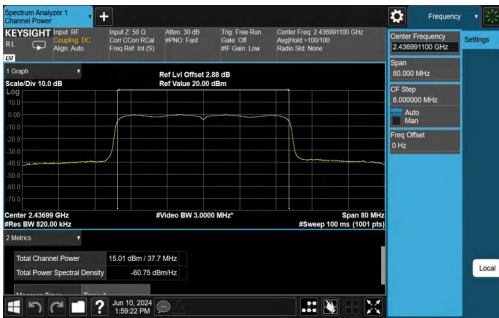 Spectrum Analyzer 1
Channel Power
+
Frequency
Settings
KEYSIGHT
RL
Input: RF
Coupling: DC
Align: Auto
Input Z: 50 Ω
Corr CCorr RCal
Freq Ref: Int (S)
Atten: 30 dB
#PNO: Fast
Trig: Free Run
Gate: Off
#IF Gain: Low
Center Freq: 2.436991100 GHz
Avg|Hold:>100/100
Radio Std: None
1 Graph
Scale/Div 10.0 dB
Ref Lvl Offset 2.88 dB
Ref Value 20.00 dBm
Log
10.0
0.00
-10.0
-20.0
-30.0
-40.0
-50.0
-60.0
-70.0
Center 2.43699 GHz
#Res BW 820.00 kHz
#Video BW 3.0000 MHz*
Span 80 MHz
#Sweep 100 ms (1001 pts)
2 Metrics
Total Channel Power
15.01 dBm / 37.7 MHz
Total Power Spectral Density
-60.75 dBm/Hz
?
Jun 10, 2024
1:59:22 PM
Center Frequency
2.436991100 GHz
Span
80.000 MHz
CF Step
8.000000 MHz
Auto
Man
Freq Offset
0 Hz
Local